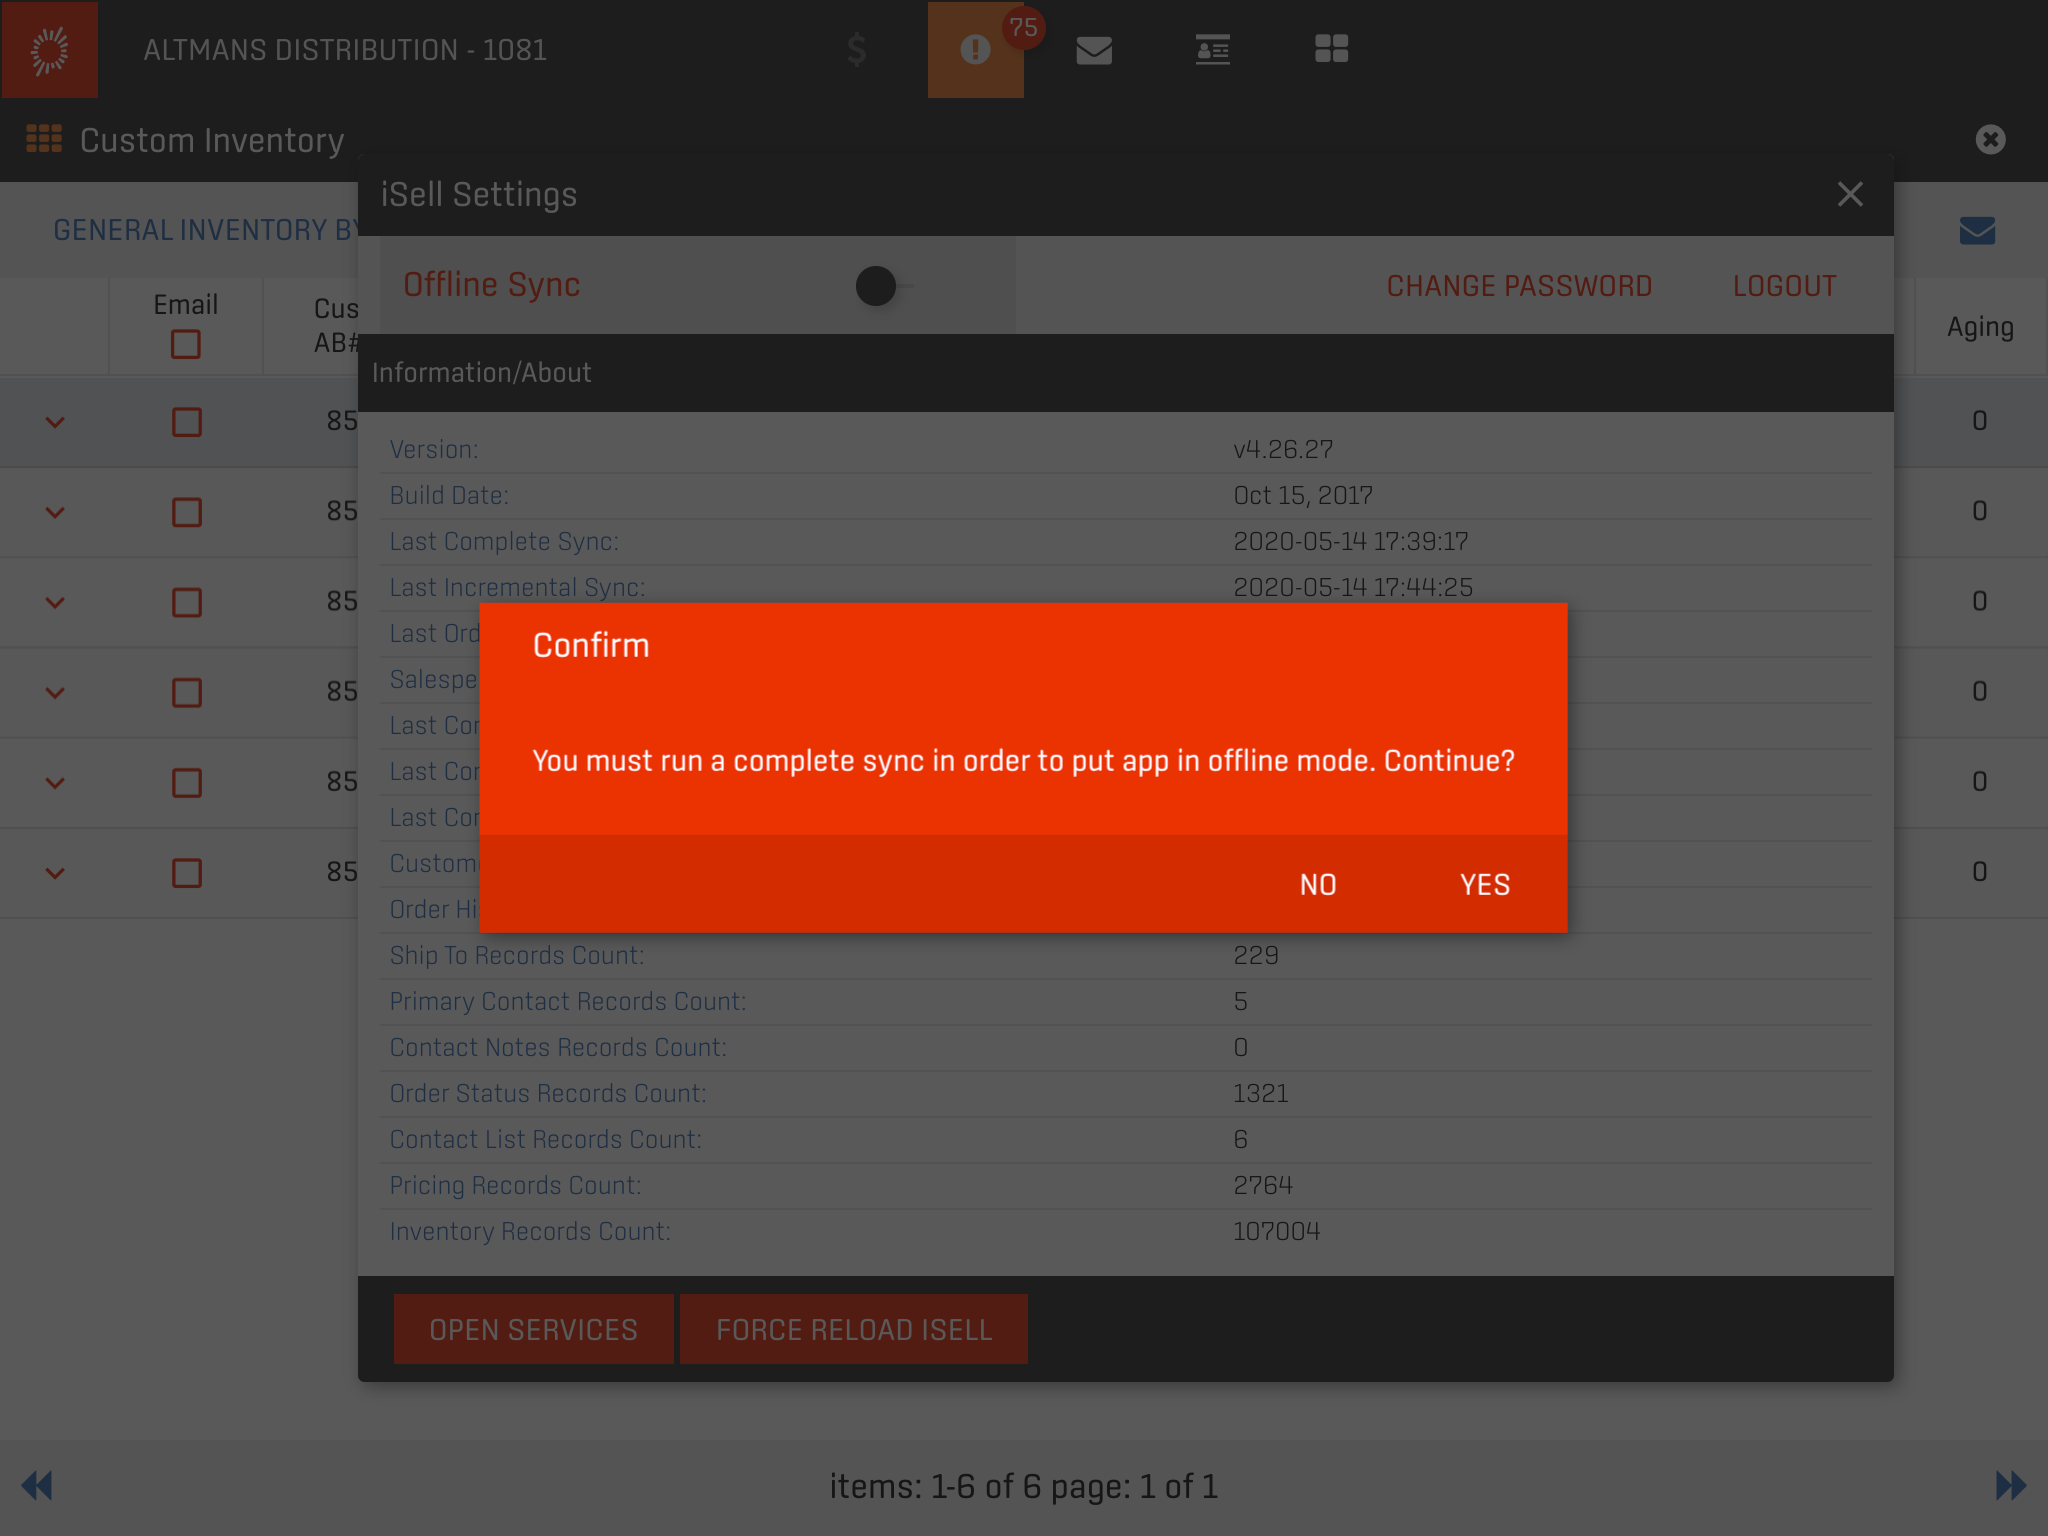 ALTMANS DISTRIBUTION - 1081
75
Custom Inventory
iSell Settings
GENERAL INVENTORY BY
Offline Sync
CHANGE PASSWORD
LOGOUT
Email
Cus
AB#
Aging
Information/About
85
0
Version: v4.26.27
Build Date: Oct 15, 2017
85
0
Last Complete Sync: 2020-05-14 17:39:17
Last Incremental Sync: 2020-05-14 17:44:25
85
0
Last Ord
Confirm
Salespe
85
0
Last Cor
You must run a complete sync in order to put app in offline mode. Continue?
Last Cor
85
0
Last Cor
Custom
85
0
NO
YES
Order Hi
Ship To Records Count: 229
Primary Contact Records Count: 5
Contact Notes Records Count: 0
Order Status Records Count: 1321
Contact List Records Count: 6
Pricing Records Count: 2764
Inventory Records Count: 107004
OPEN SERVICES
FORCE RELOAD ISELL
items: 1-6 of 6 page: 1 of 1